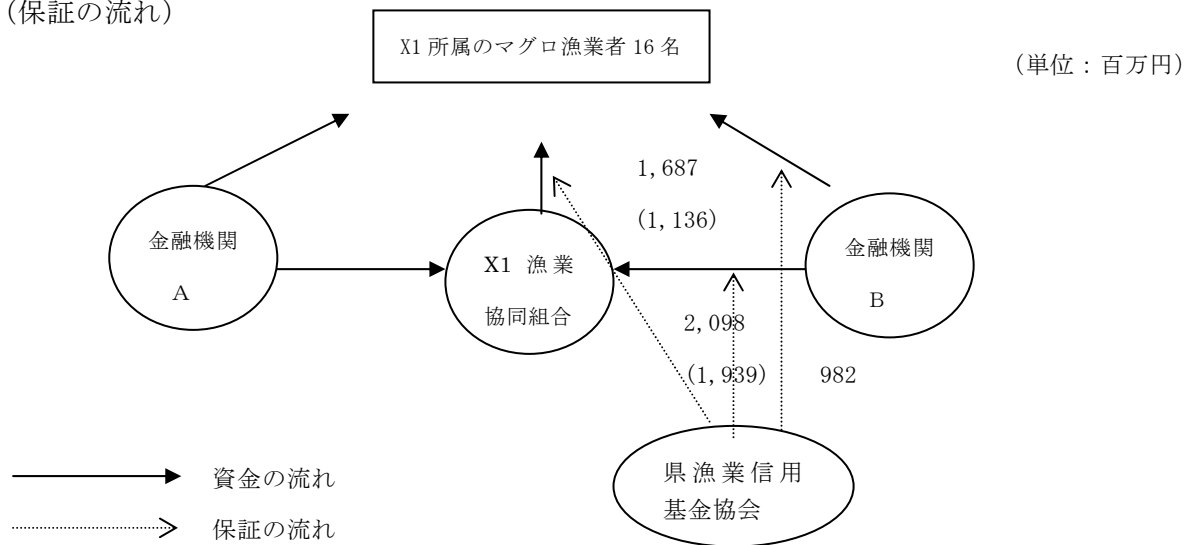 （保証の流れ）
X1 所属のマグロ漁業者 16 名
（単位：百万円）
1,687
(1,136)
金融機関
A
X1 漁業
協同組合
金融機関
B
2,098
(1,939)
982
県漁業信用
基金協会
資金の流れ
保証の流れ